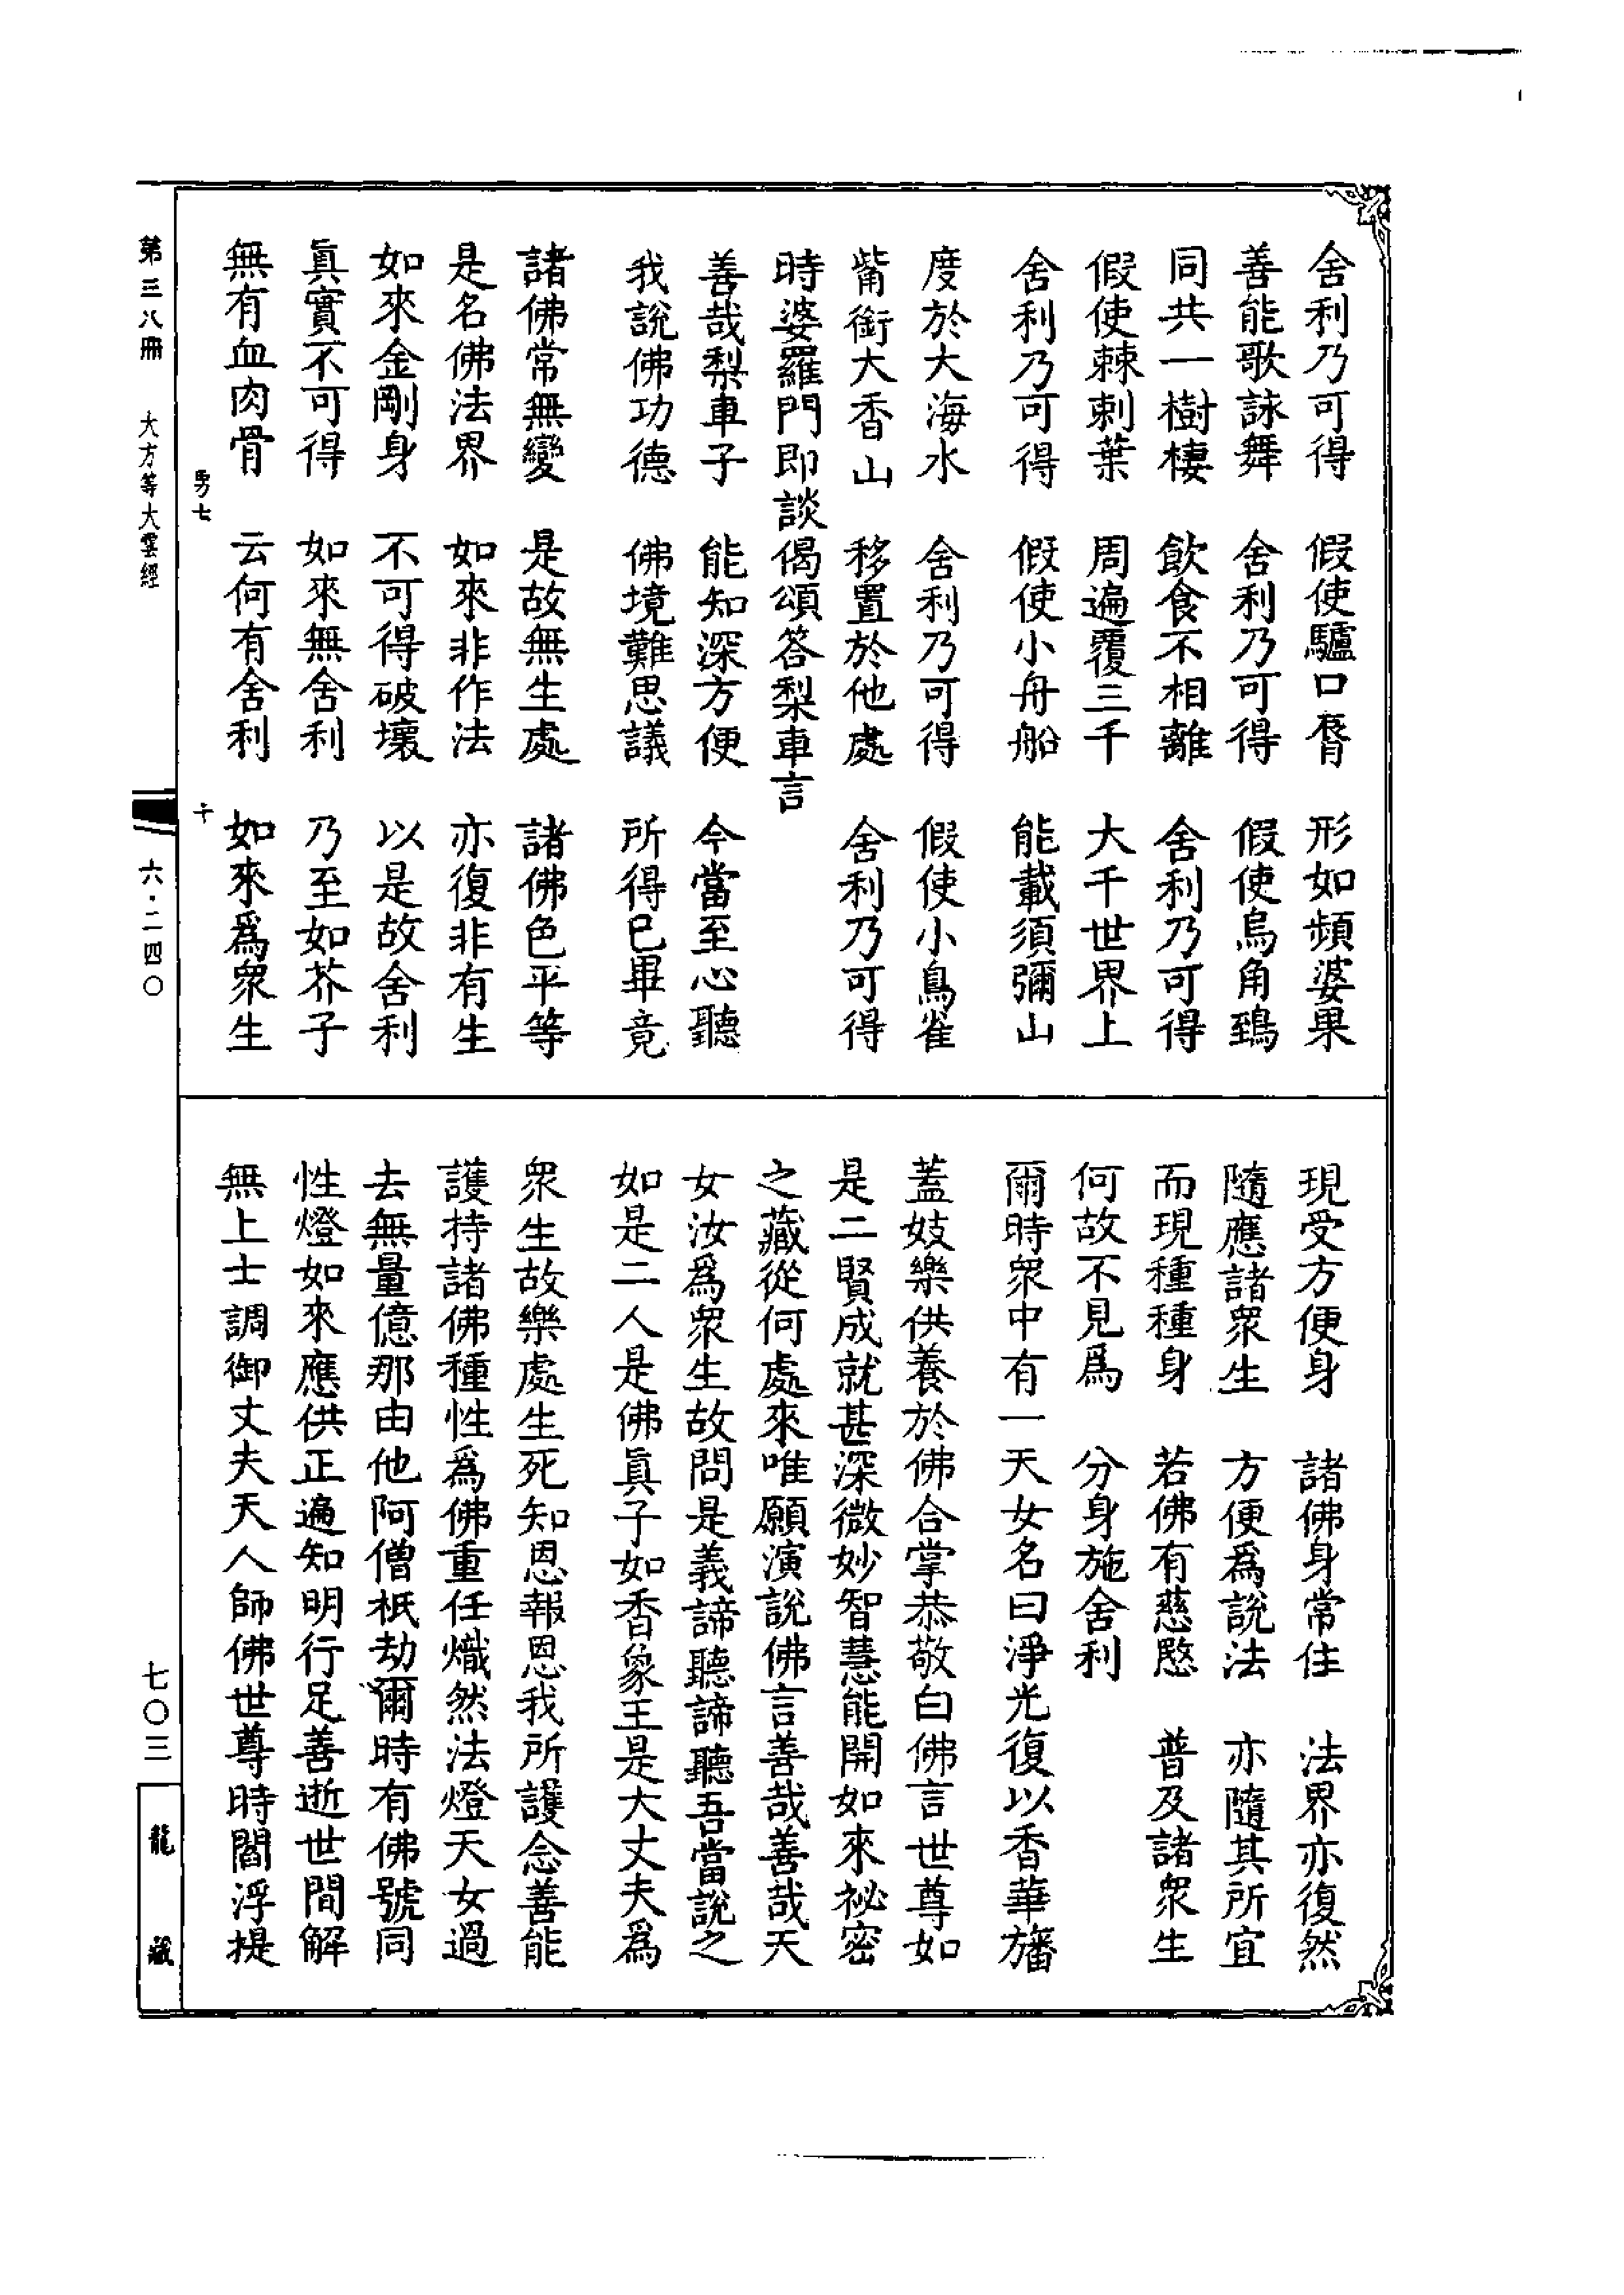 舍利乃可得　假使驢口脣　形如頻婆果
善能歌詠舞　舍利乃可得　假使烏角鵄
同共一樹棲　飲食不相離　舍利乃可得
假使棘刺葉　周遍覆三千　大千世界上
舍利乃可得　假使小舟船　能載須彌山
度於大海水　舍利乃可得　假使小鳥雀
觜銜大香山　移置於他處　舍利乃可得
時婆羅門即談偈頌答梨車言
善哉梨車子　能知深方便　今當至心聽
我說佛功德　佛境難思議　所得已畢竟
諸佛常無變　是故無生處　諸佛色平等
是名佛法界　如來非作法　亦復非有生
如來金剛身　不可得破壞　以是故舍利
眞實不可得　如來無舍利　乃至如芥子
無有血肉骨　云何有舍利　如來爲衆生
現受方便身　諸佛身常住　法界亦復然
隨應諸衆生　方便爲說法　亦隨其所宜
而現種種身　若佛有慈愍　普及諸衆生
何故不見爲　分身施舍利
爾時衆中有一天女名曰淨光復以香華旛
蓋妓樂供養於佛合掌恭敬白佛言世尊如
是二賢成就甚深微妙智慧能開如來祕密
之藏從何處來唯願演說佛言善哉善哉天
女汝爲衆生故問是義諦聽諦聽吾當說之
如是二人是佛眞子如香象王是大丈夫爲
衆生故樂處生死知恩報恩我所護念善能
護持諸佛種性爲佛重任熾然法燈天女過
去無量億那由他阿僧祇劫爾時有佛號同
性燈如來應供正遍知明行足善逝世間解
無上士調御丈夫天人師佛世尊時閻浮提
十
第三八冊　大方等大雲經
六·二四〇
七〇三
龍藏